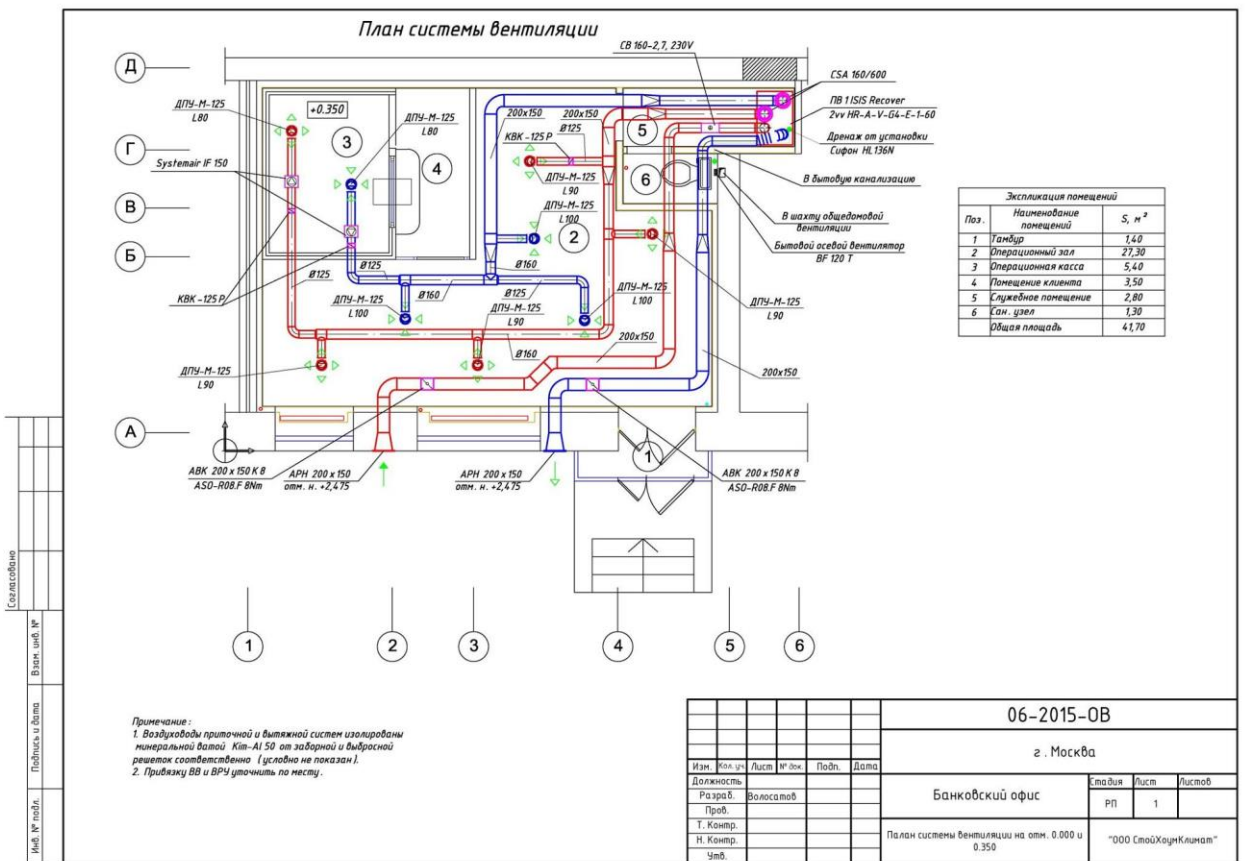 План системы вентиляции
СВ 160-2,7, 230V
Д
CSA 160/600
ДПУ-М-125
L80
+0.350
ДПУ-М-125
L80
200х150
200х150
Ø125
ПВ 1 ISIS Recover
2vv HR-A-V-G4-E-1-60
Г
3
КВК -125 Р
5
Дренаж от установки
Сифон HL136N
Systemair IF 150
4
ДПУ-М-125
L90
6
В бытовую канализацию
В
ДПУ-М-125
L100
2
В шахту общедомовой
вентиляции
Бытовой осевой вентилятор
BF 120 T
Б
Ø160
Ø125
Ø125
КВК -125 Р
ДПУ-М-125
L100
Ø160
Ø125
ДПУ-М-125
L90
ДПУ-М-125
L100
ДПУ-М-125
L90
200х150
Ø160
ДПУ-М-125
L90
200х150
А
1
АВК 200 х 150 К 8
ASO-R08.F 8Nm
АРН 200 х 150
отм. н. +2,475
АРН 200 х 150
отм. н. +2,475
АВК 200 х 150 К 8
ASO-R08.F 8Nm
1
2
3
4
5
6
Экспликация помещений
Поз. Наименование помещений S, м²
1 Тамбур 1,40
2 Операционный зал 27,30
3 Операционная касса 5,40
4 Помещение клиента 3,50
5 Служебное помещение 2,80
6 Сан. узел 1,30
Общая площадь 41,70
Примечание :
1. Воздуховоды приточной и вытяжной систем изолированы
минеральной ватой Kim-Al 50 от заборной и выбросной
решеток соответственно ( условно не показан ).
2. Привязку ВВ и ВРУ уточнить по месту .
Согласовано
Взам. инв. №
Подпись и дата
Инв. № подл.
06-2015-ОВ
г . Москва
Изм. Кол. уч. Лист № док. Подп. Дата
Должность
Разраб. Волосатов
Пров.
Т. Контр.
Н. Контр.
Утв.
Банковский офис
Стадия Лист Листов
РП 1
Палан системы вентиляции на отм. 0.000 и
0.350
"ООО СтойХоумКлимат"